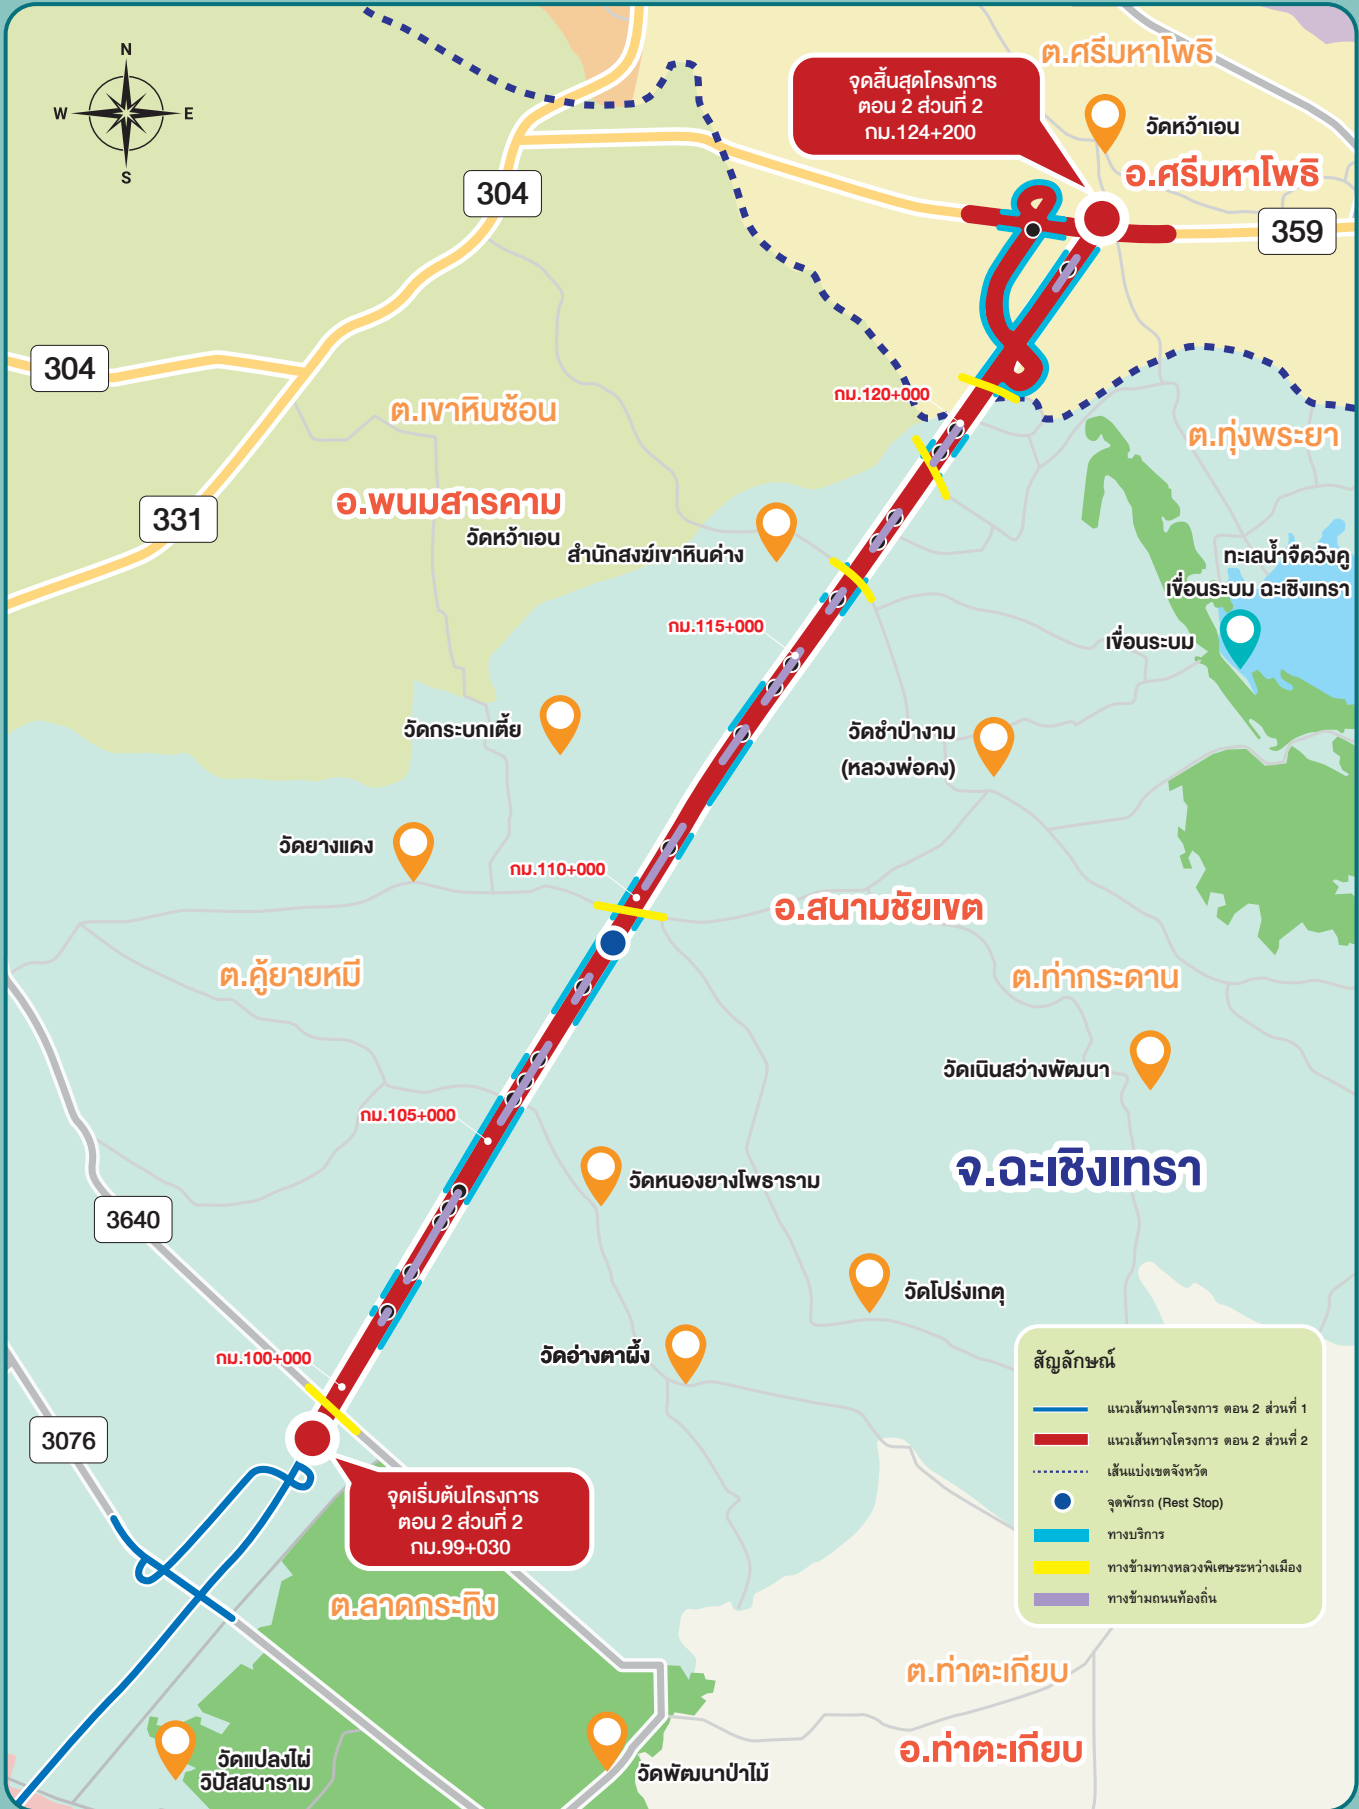 N
W
E
S
ต.ศรีมหาโพธิ
จุดสิ้นสุดโครงการ
ตอน 2 ส่วนที่ 2
กม.124+200
วัดหว้าเอน
อ.ศรีมหาโพธิ
304
359
304
กม.120+000
ต.เขาหินซ้อน
ต.ทุ่งพระยา
อ.พนมสารคาม
331
วัดหว้าเอน
สำนักสงฆ์เขาหินด่าง
ทะเลน้ำจืดวังคู
เขื่อนระบม ฉะเชิงเทรา
กม.115+000
เขื่อนระบม
วัดกระบกเตี้ย
วัดชำป่างาม
(หลวงพ่อคง)
วัดยางแดง
กม.110+000
อ.สนามชัยเขต
ต.คู้ยายหมี
ต.ท่ากระดาน
วัดเนินสว่างพัฒนา
กม.105+000
จ.ฉะเชิงเทรา
วัดหนองยางโพธาราม
3640
วัดโปร่งเกตุ
วัดอ่างตาผึ้ง
กม.100+000
3076
จุดเริ่มต้นโครงการ
ตอน 2 ส่วนที่ 2
กม.99+030
สัญลักษณ์
แนวเส้นทางโครงการ ตอน 2 ส่วนที่ 1
แนวเส้นทางโครงการ ตอน 2 ส่วนที่ 2
เส้นแบ่งเขตจังหวัด
จุดพักรถ (Rest Stop)
ทางบริการ
ทางข้ามทางหลวงพิเศษระหว่างเมือง
ทางข้ามถนนท้องถิ่น
ต.ลาดกระทิง
ต.ท่าตะเกียบ
อ.ท่าตะเกียบ
วัดแปลงไผ่
วิปัสสนาราม
วัดพัฒนาป่าไม้